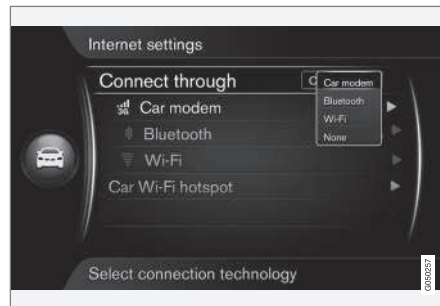 Internet settings
Connect through
C
Car modem
Bluetooth
Wi-Fi
None
3G
Car modem
Bluetooth
Wi-Fi
Car Wi-Fi hotspot
Select connection technology
G050257